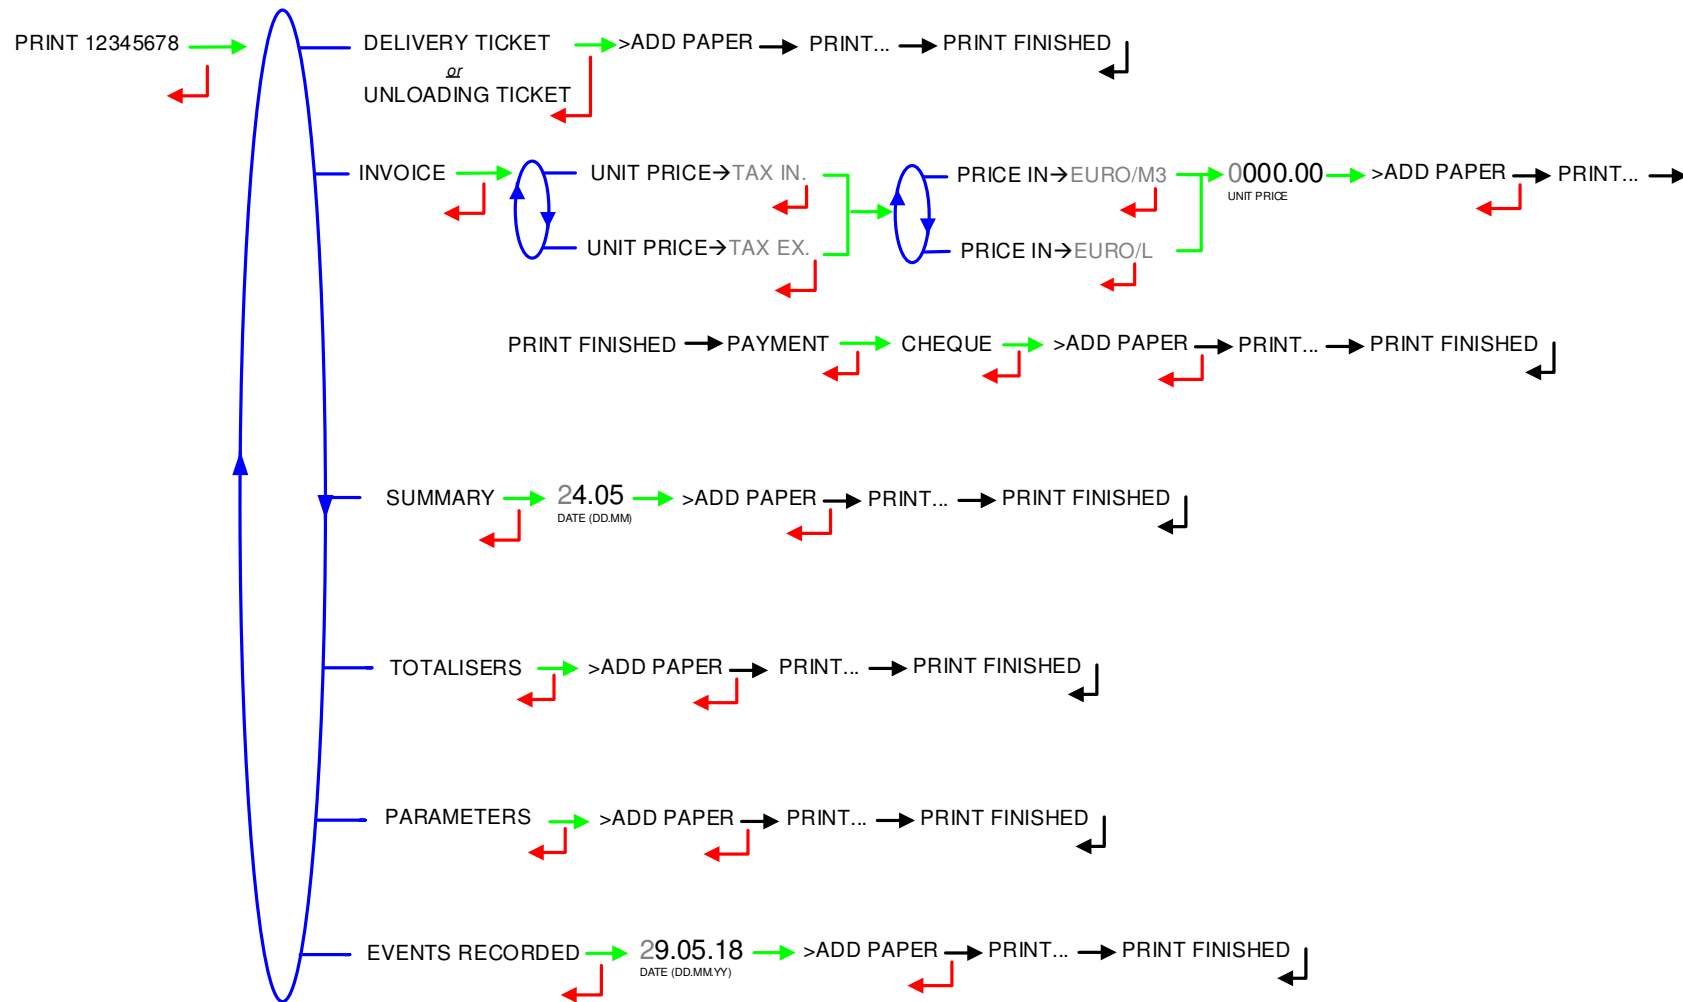 PRINT 12345678 DELIVERY TICKET >ADD PAPER PRINT... PRINT FINISHED
or
UNLOADING TICKET
INVOICE UNIT PRICE→TAX IN. PRICE IN→EURO/M3 0000.00 >ADD PAPER PRINT...
UNIT PRICE
UNIT PRICE→TAX EX. PRICE IN→EURO/L
PRINT FINISHED PAYMENT CHEQUE >ADD PAPER PRINT... PRINT FINISHED
SUMMARY 24.05 >ADD PAPER PRINT... PRINT FINISHED
DATE (DD.MM)
TOTALISERS >ADD PAPER PRINT... PRINT FINISHED
PARAMETERS >ADD PAPER PRINT... PRINT FINISHED
EVENTS RECORDED 29.05.18 >ADD PAPER PRINT... PRINT FINISHED
DATE (DD.MM.YY)